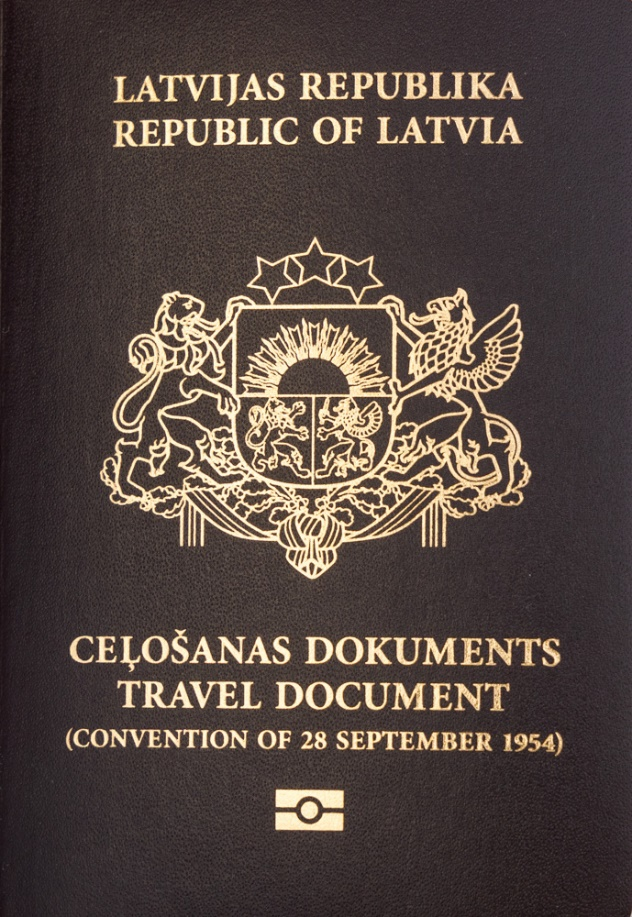 LATVIJAS REPUBLIKA
REPUBLIC OF LATVIA
CEĻOŠANAS DOKUMENTS
TRAVEL DOCUMENT
(CONVENTION OF 28 SEPTEMBER 1954)